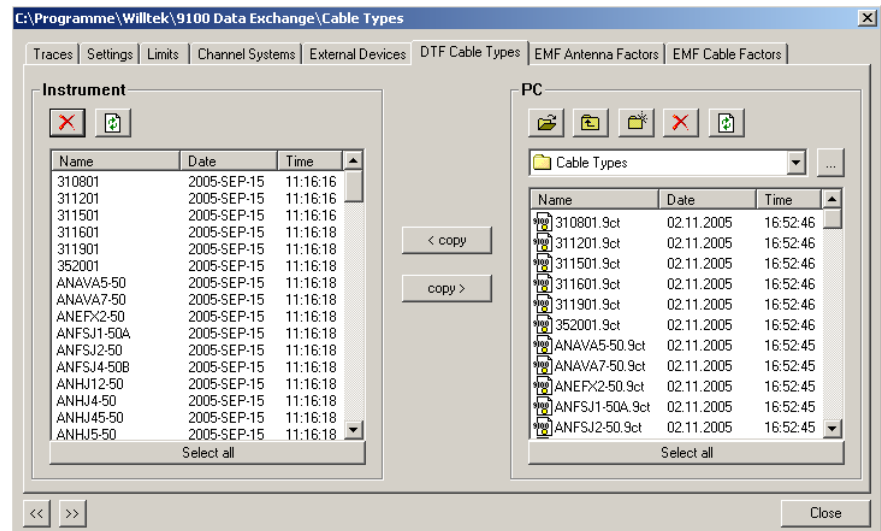 C:\Programme\Willtek\9100 Data Exchange\Cable Types
Traces Settings Limits Channel Systems External Devices DTF Cable Types EMF Antenna Factors EMF Cable Factors
Instrument
Name Date Time
310801 2005-SEP-15 11:16:16
311201 2005-SEP-15 11:16:16
311501 2005-SEP-15 11:16:16
311601 2005-SEP-15 11:16:18
311901 2005-SEP-15 11:16:18
352001 2005-SEP-15 11:16:18
ANAVA5-50 2005-SEP-15 11:16:18
ANAVA7-50 2005-SEP-15 11:16:18
ANEFX2-50 2005-SEP-15 11:16:18
ANFSJ1-50A 2005-SEP-15 11:16:18
ANFSJ2-50 2005-SEP-15 11:16:18
ANFSJ4-50B 2005-SEP-15 11:16:18
ANHJ12-50 2005-SEP-15 11:16:18
ANHJ4-50 2005-SEP-15 11:16:18
ANHJ45-50 2005-SEP-15 11:16:18
ANHJ5-50 2005-SEP-15 11:16:18
Select all
< copy
copy >
PC
Cable Types
...
Name Date Time
310801.9ct 02.11.2005 16:52:46
311201.9ct 02.11.2005 16:52:46
311501.9ct 02.11.2005 16:52:46
311601.9ct 02.11.2005 16:52:46
311901.9ct 02.11.2005 16:52:46
352001.9ct 02.11.2005 16:52:46
ANAVA5-50.9ct 02.11.2005 16:52:45
ANAVA7-50.9ct 02.11.2005 16:52:45
ANEFX2-50.9ct 02.11.2005 16:52:45
ANFSJ1-50A.9ct 02.11.2005 16:52:45
ANFSJ2-50.9ct 02.11.2005 16:52:45
Select all
<< >>
Close